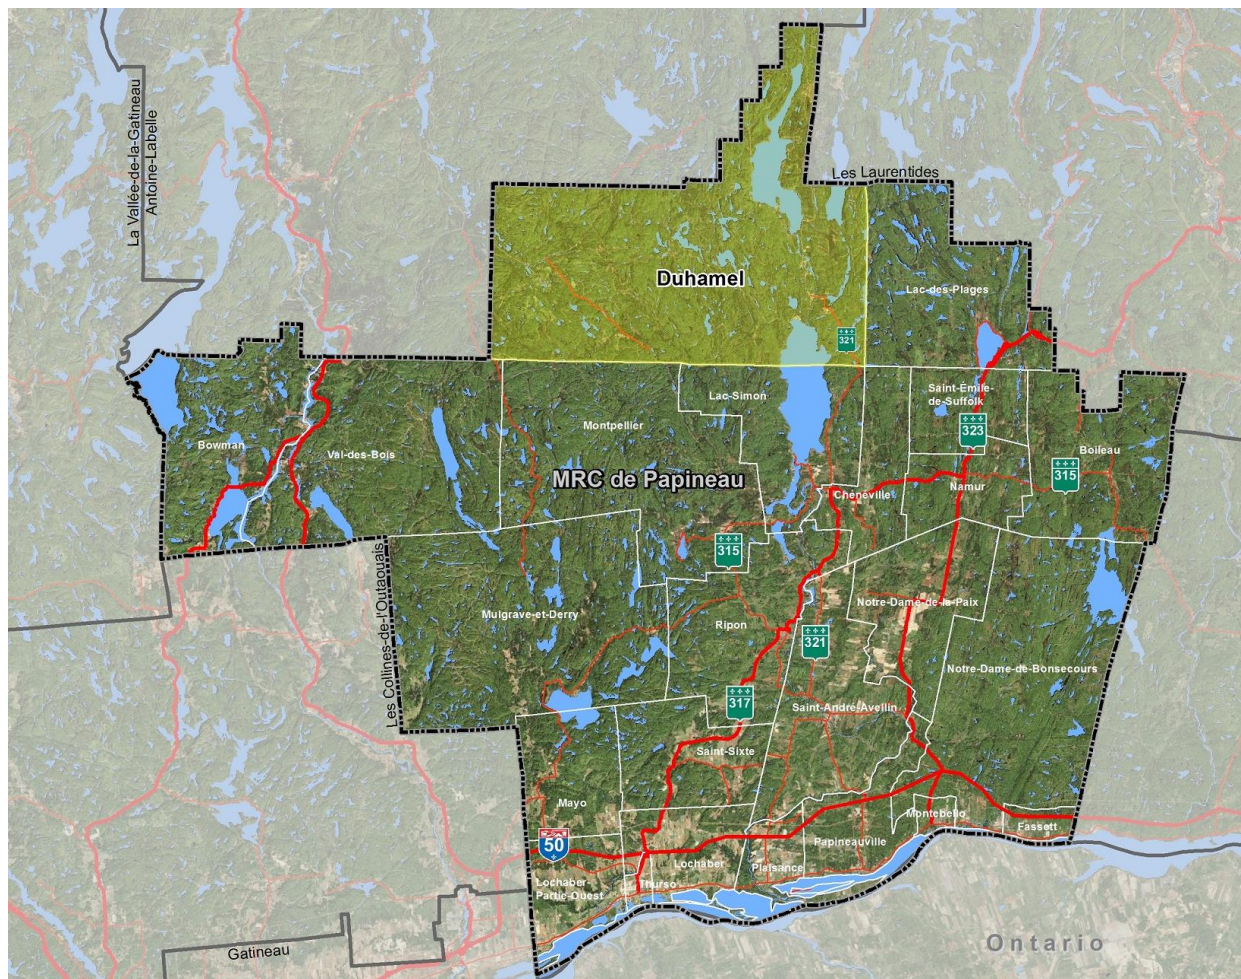 La Vallée-de-la-Gatineau
Antoine-Labelle
Les Laurentides
Duhamel
Lac-des-Plages
321
Saint-Émile-
de-Suffolk
Lac-Simon
Montpellier
323
Bowman
Val-des-Bois
Boileau
315
MRC de Papineau
Namur
Chénéville
315
Les Collines-de-l'Outaouais
Notre-Dame-de-la-Paix
Mulgrave-et-Derry
Ripon
321
Notre-Dame-de-Bonsecours
317
Saint-André-Avellin
Saint-Sixte
Mayo
Montebello
Fassett
50
Papineauville
Lochaber
Plaisance
Thurso
Lochaber-
Partie-Ouest
Ontario
Gatineau